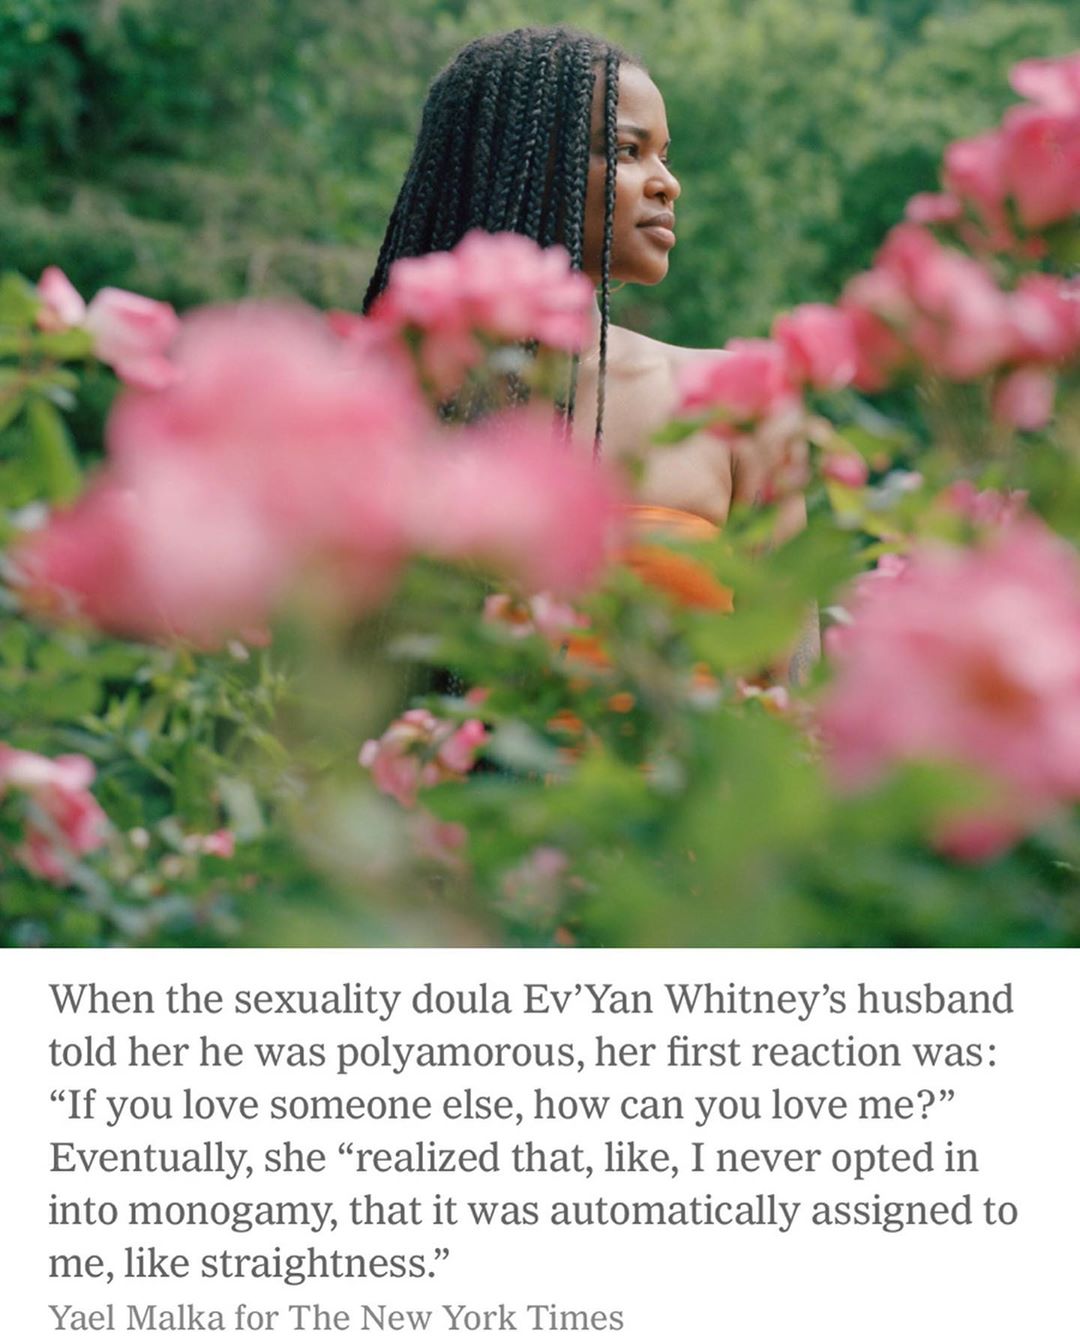 When the sexuality doula Ev’Yan Whitney’s husband
told her he was polyamorous, her first reaction was:
“If you love someone else, how can you love me?”
Eventually, she “realized that, like, I never opted in
into monogamy, that it was automatically assigned to
me, like straightness.”
Yael Malka for The New York Times